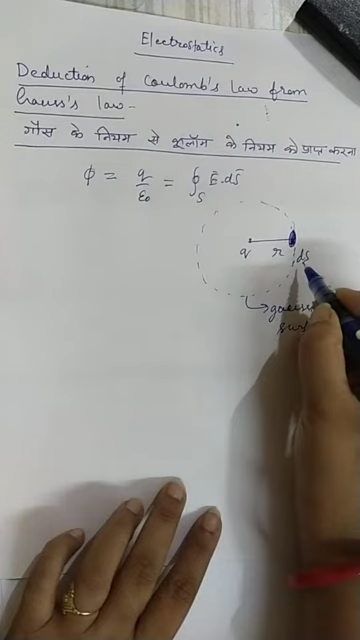 Electrostatics
Deduction of Coulomb's Law from
Gauss's law-
गौस के नियम से कूलॉम के नियम को प्राप्त करना
ϕ = q/ε₀ = ∮S E⃗.dS⃗
q r ds